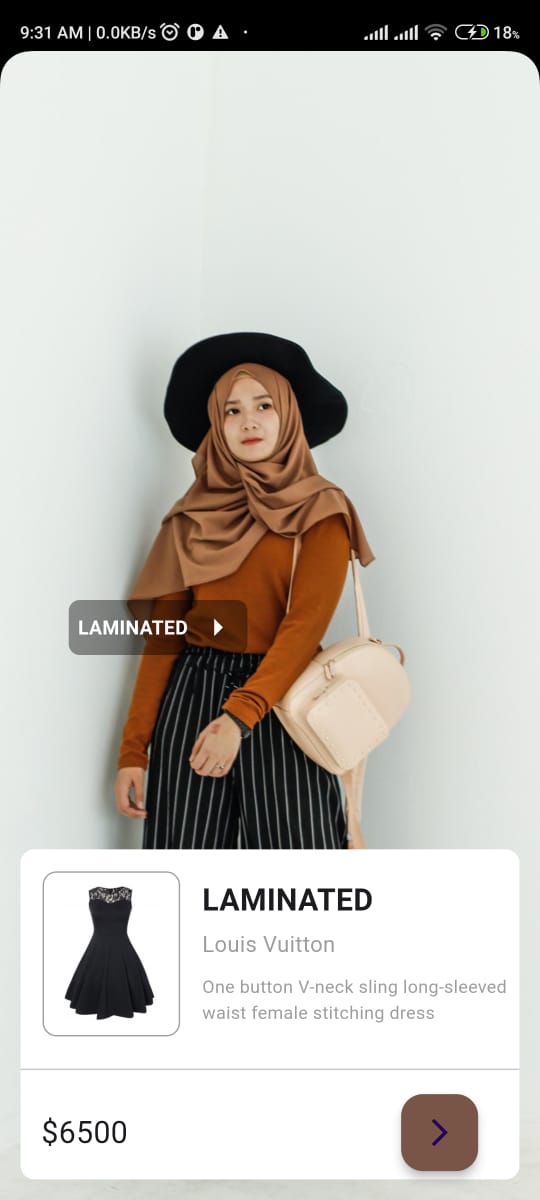 9:31 AM | 0.0KB/s
18%
LAMINATED
LAMINATED
Louis Vuitton
One button V-neck sling long-sleeved
waist female stitching dress
$6500